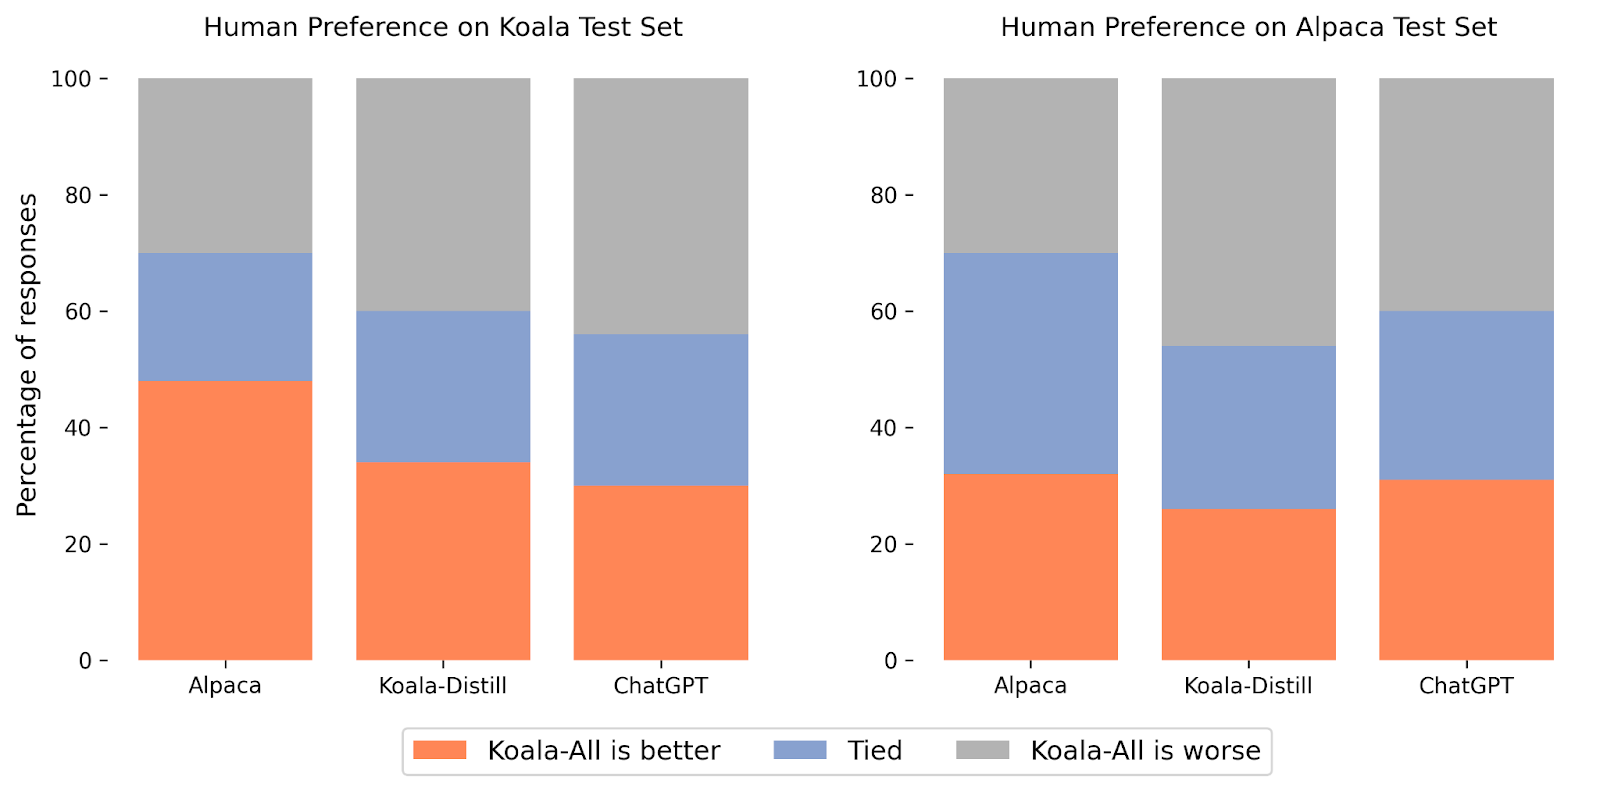 Human Preference on Koala Test Set
Percentage of responses
100
80
60
40
20
0
Alpaca
Koala-Distill
ChatGPT
Human Preference on Alpaca Test Set
100
80
60
40
20
0
Alpaca
Koala-Distill
ChatGPT
Koala-All is better
Tied
Koala-All is worse